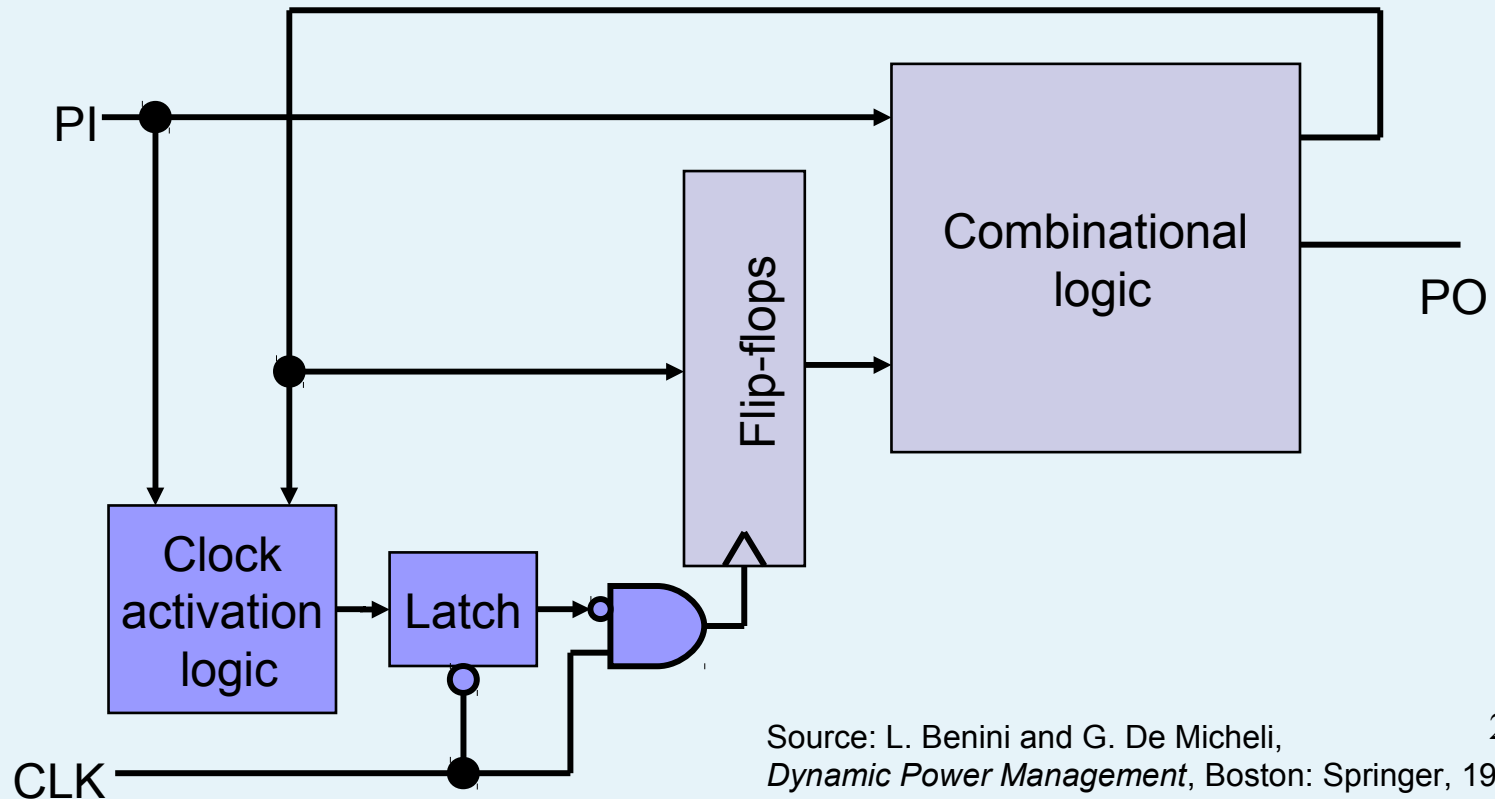 PI
Combinational
logic
PO
Flip-flops
Clock
activation
logic
Latch
CLK
Source: L. Benini and G. De Micheli,
Dynamic Power Management, Boston: Springer,